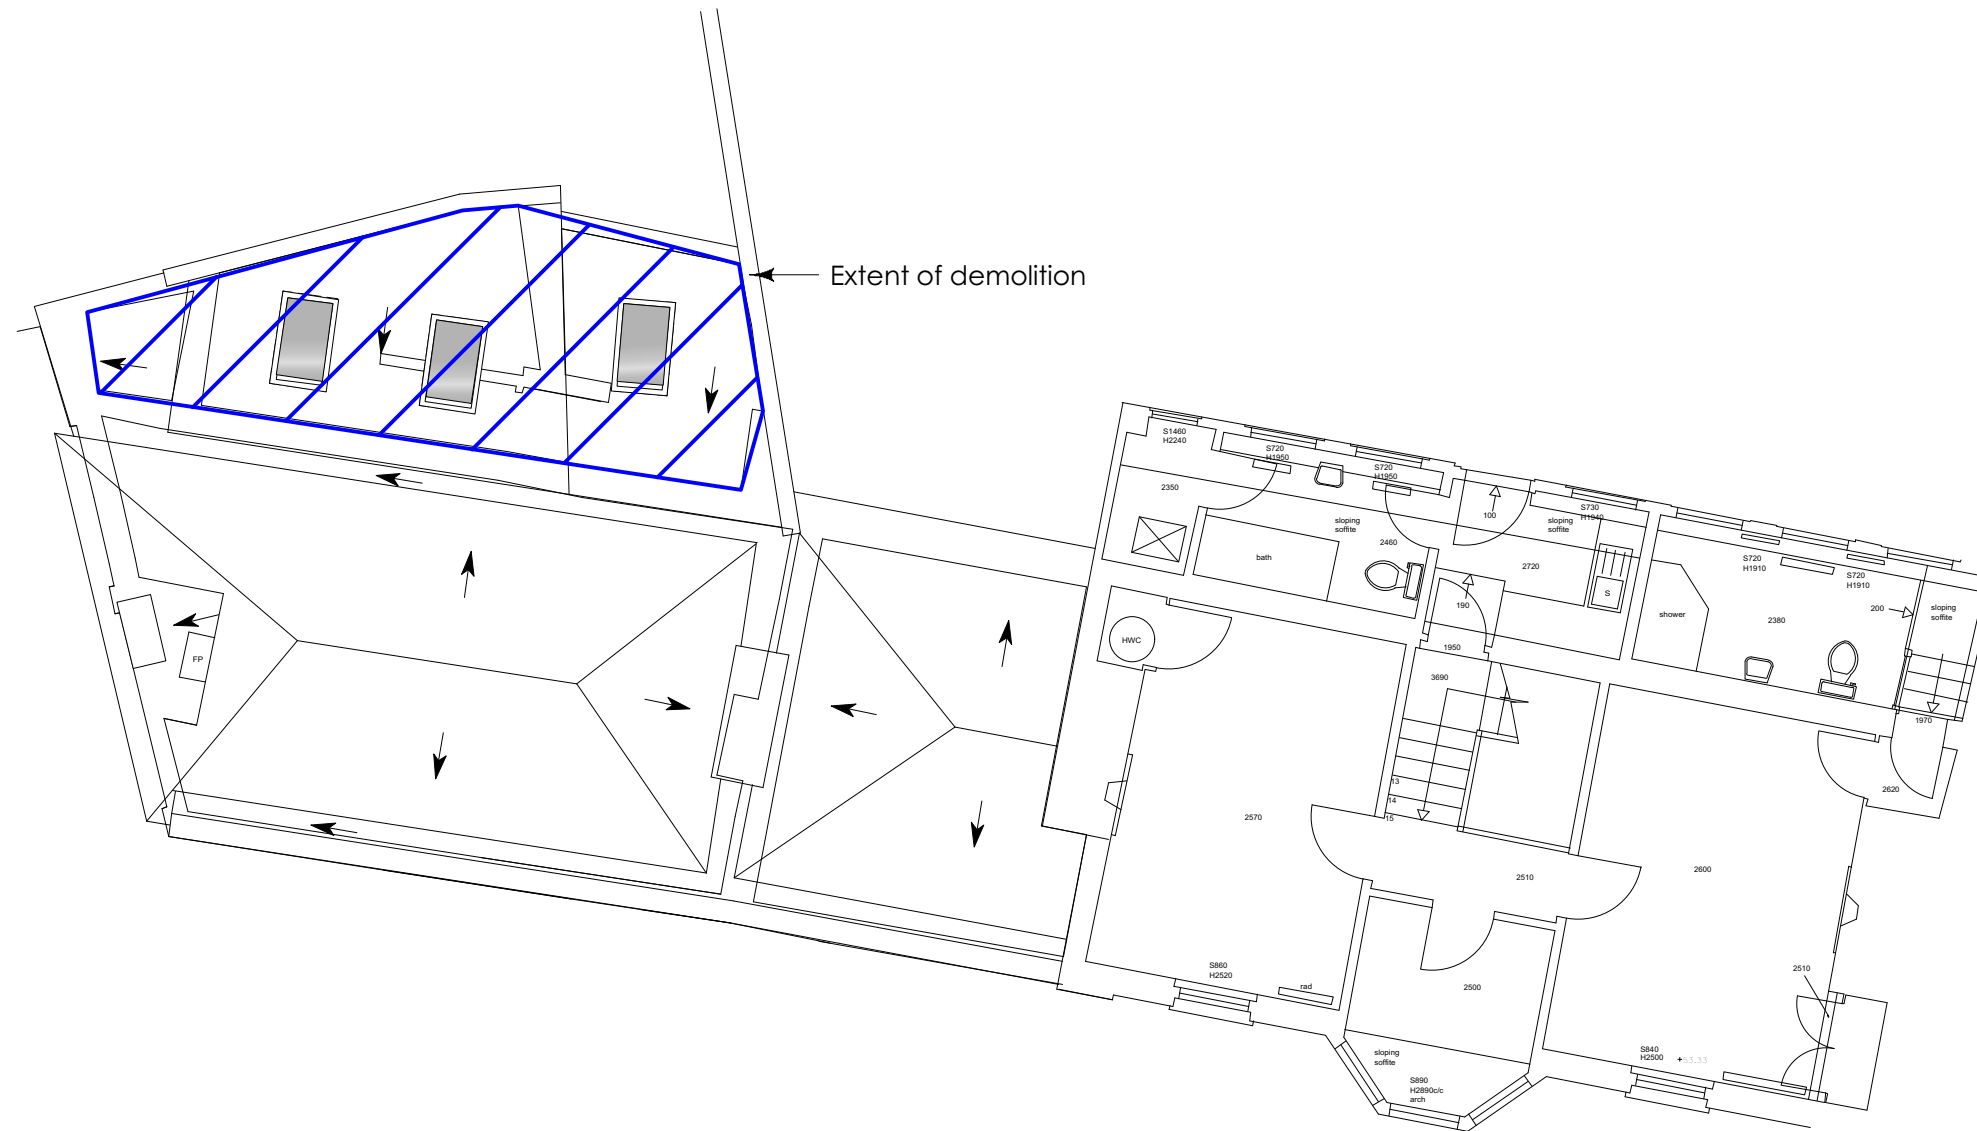 Extent of demolition
S1460
H2240
S720
H1950
S720
H1950
2350
100
S730
H1940
sloping
soffite
sloping
soffite
2460
bath
2720
S
S720
H1910
S720
H1910
190
shower
200
sloping
soffite
2380
HWC
1950
FP
3690
1970
13
14
15
2570
2620
2510
2600
S860
H2520
rad
2500
2510
sloping
soffite
S890
H2890c/c
arch
S840
H2500
+53.33